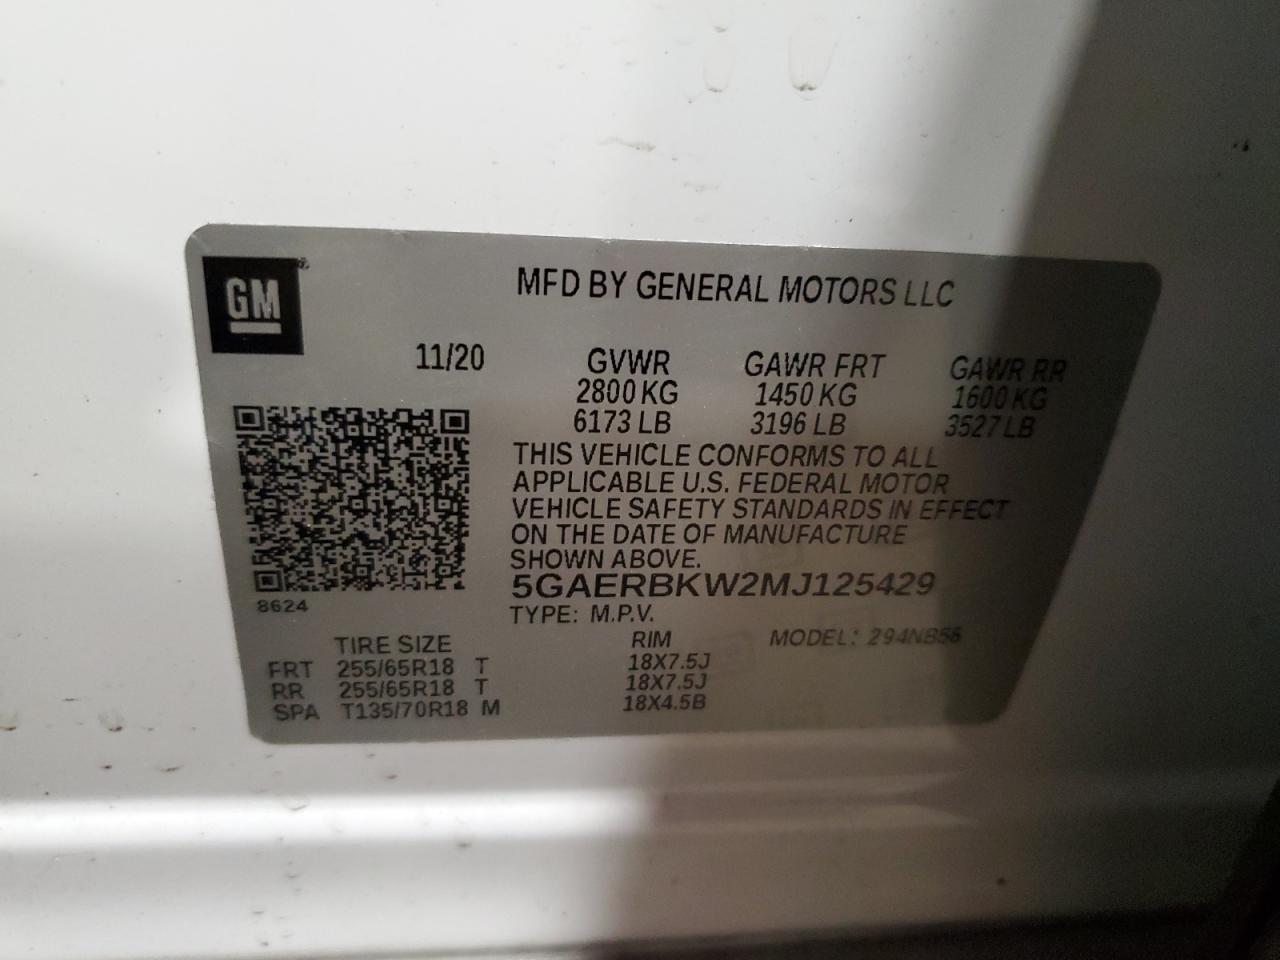 GM®
MFD BY GENERAL MOTORS LLC
11/20 GVWR GAWR FRT GAWR RR
2800 KG 1450 KG 1600 KG
6173 LB 3196 LB 3527 LB
THIS VEHICLE CONFORMS TO ALL
APPLICABLE U.S. FEDERAL MOTOR
VEHICLE SAFETY STANDARDS IN EFFECT
ON THE DATE OF MANUFACTURE
SHOWN ABOVE.
5GAERBKW2MJ125429
8624
TYPE: M.P.V.
TIRE SIZE RIM MODEL: 294NB56
FRT 255/65R18 T 18X7.5J
RR 255/65R18 T 18X7.5J
SPA T135/70R18 M 18X4.5B